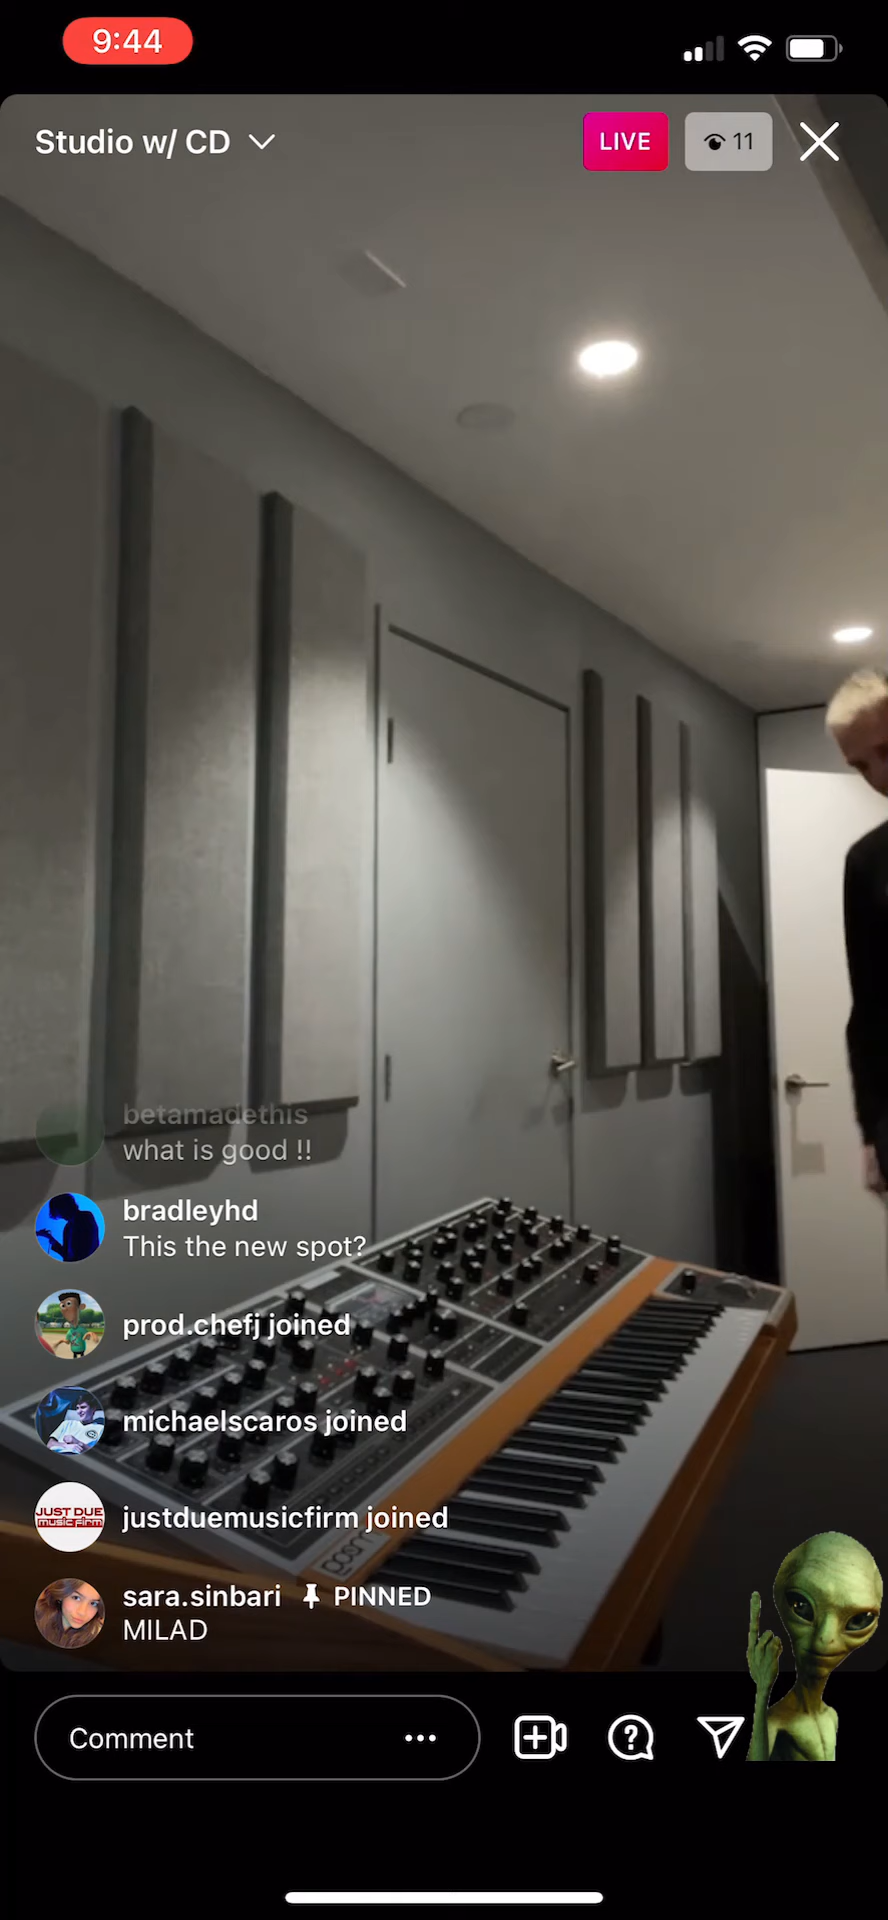 9:44
Studio w/ CD
LIVE
11
betamadethis
what is good !!
bradleyhd
This the new spot?
prod.chefj joined
michaelscaros joined
JUST DUE
MUSIC FIRM
justduemusicfirm joined
sara.sinbari PINNED
MILAD
moog
Comment